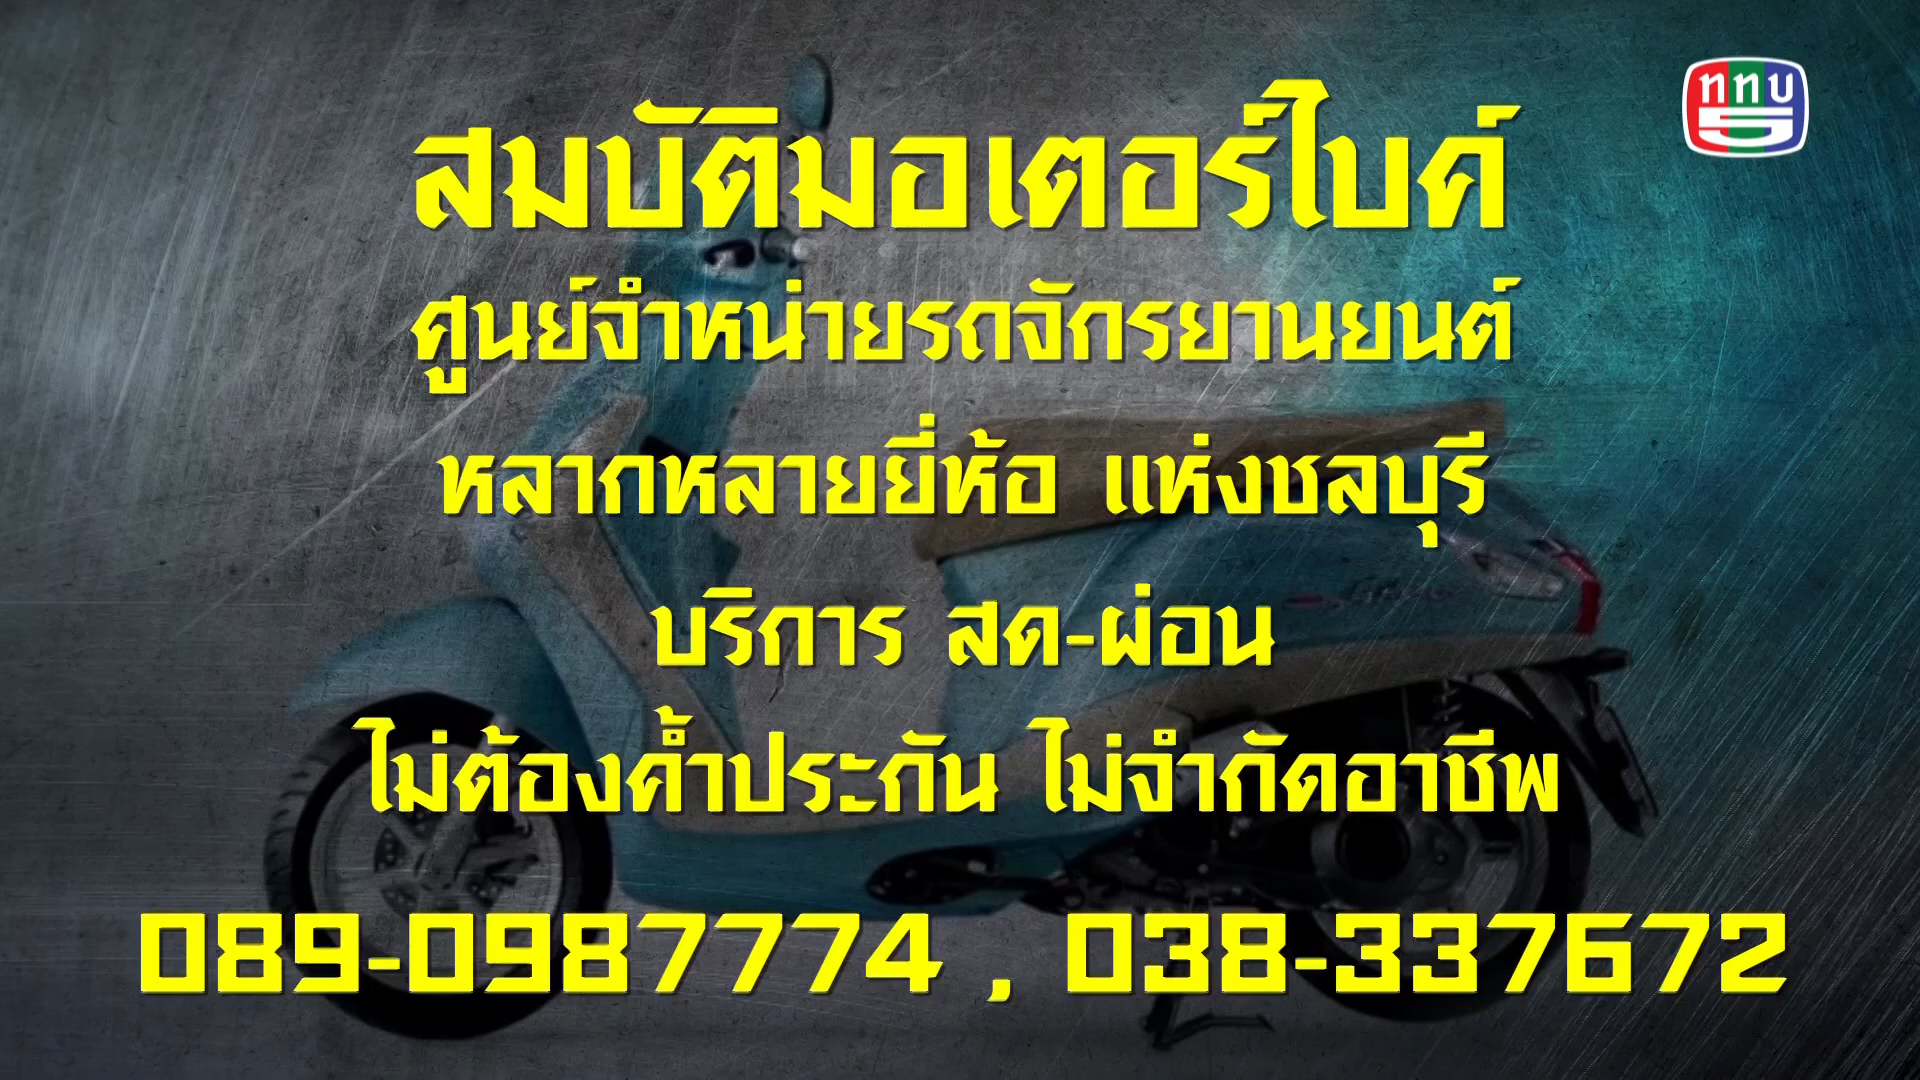 ททบ
5
สมบัติมอเตอร์ไบค์
ศูนย์จำหน่ายรถจักรยานยนต์
หลากหลายยี่ห้อ แห่งชลบุรี
บริการ สด-ผ่อน
ไม่ต้องค้ำประกัน ไม่จำกัดอาชีพ
089-0987774 , 038-337672